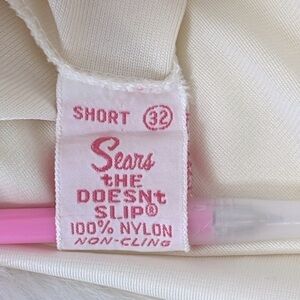 SHORT 32
Sears
tHE
DOESNt
SLIP®
100% NYLON
NON-CLING